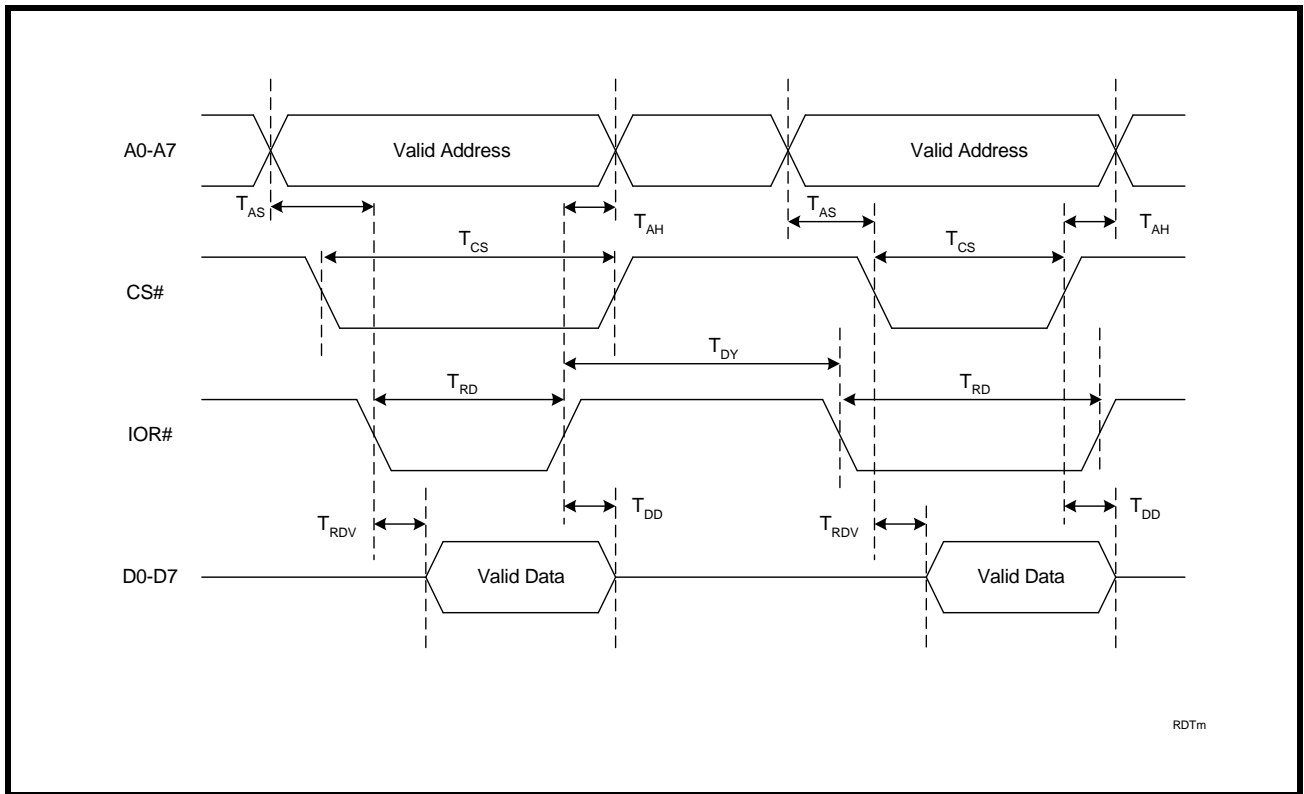 A0-A7
Valid Address
Valid Address
TAS
TAH
TAS
TAH
TCS
TCS
CS#
TDY
TRD
TRD
IOR#
TRDV
TDD
TRDV
TDD
D0-D7
Valid Data
Valid Data
RDTm